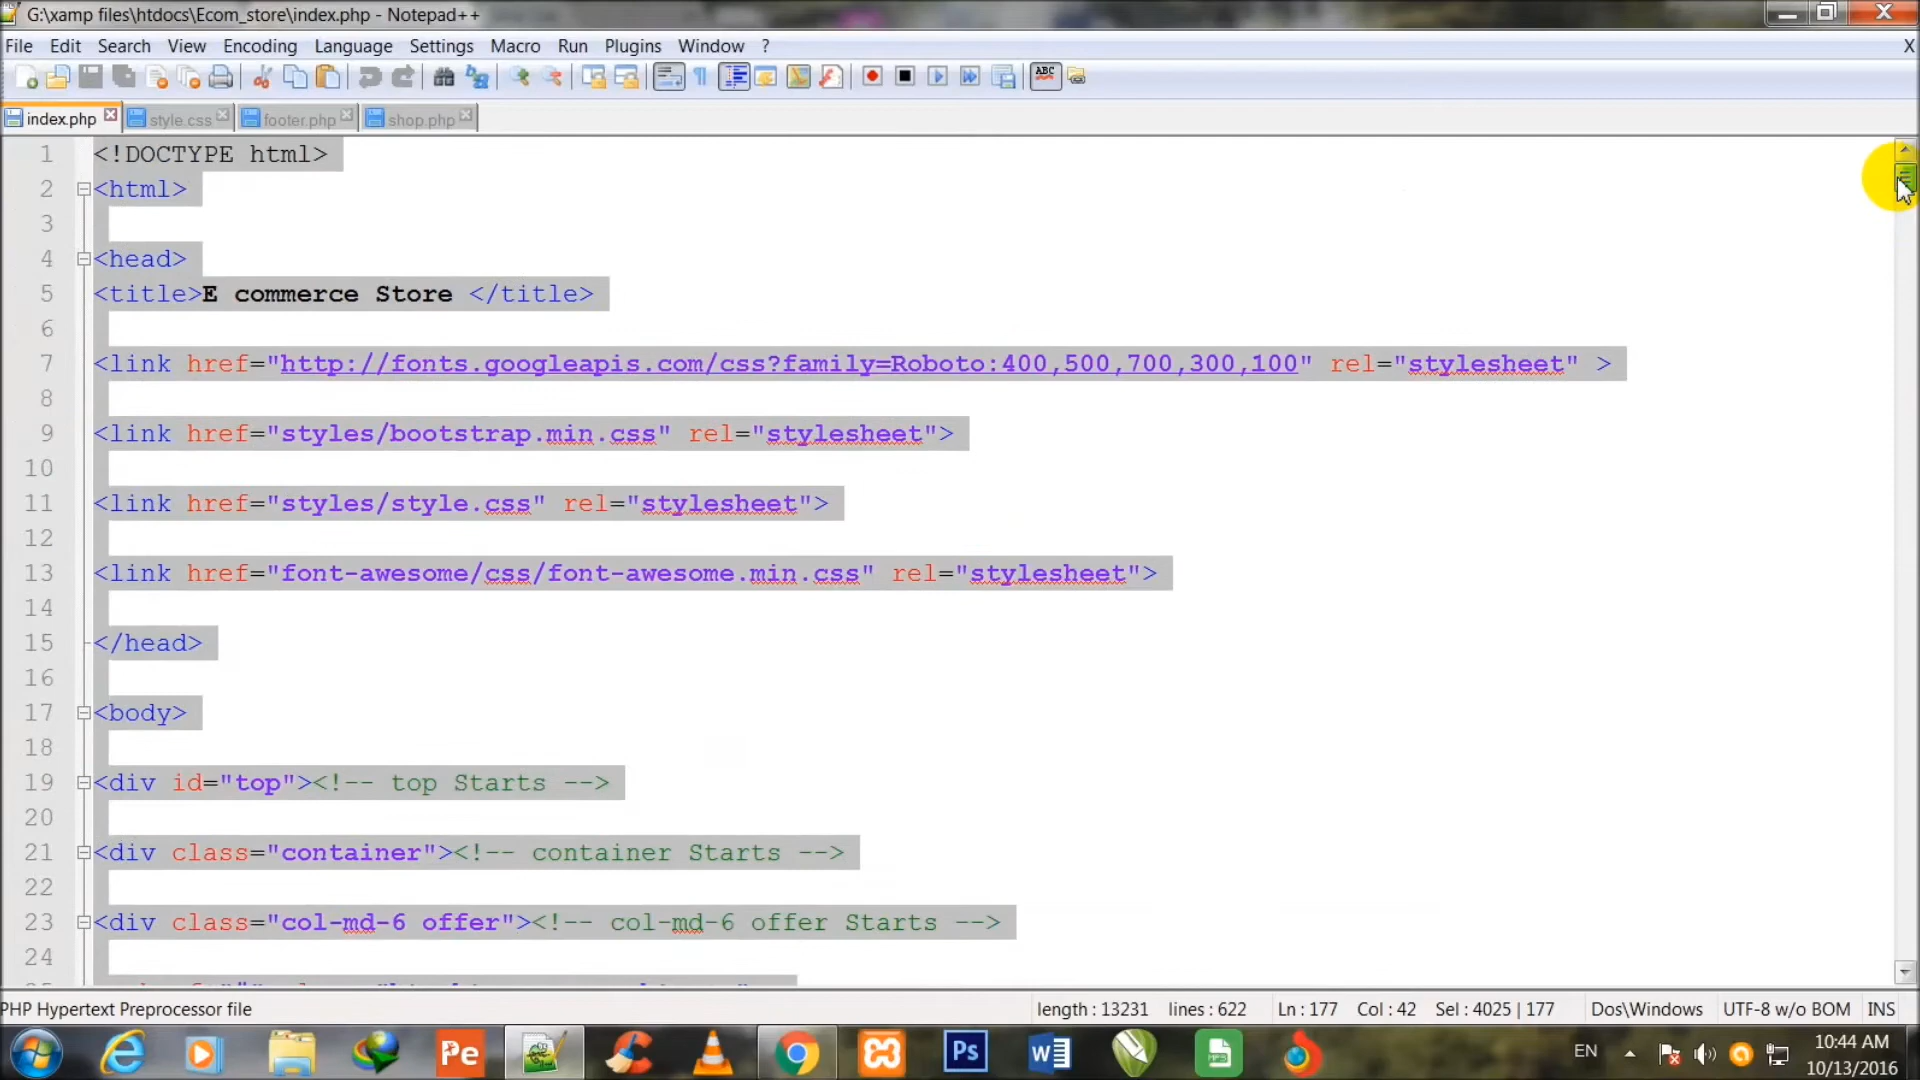 G:\xamp files\htdocs\Ecom_store\index.php - Notepad++
File Edit Search View Encoding Language Settings Macro Run Plugins Window ? X
ABC
index.php style.css footer.php shop.php
1 <!DOCTYPE html>
2 <html>
3
4 <head>
5 <title>E commerce Store </title>
6
7 <link href="http://fonts.googleapis.com/css?family=Roboto:400,500,700,300,100" rel="stylesheet" >
8
9 <link href="styles/bootstrap.min.css" rel="stylesheet">
10
11 <link href="styles/style.css" rel="stylesheet">
12
13 <link href="font-awesome/css/font-awesome.min.css" rel="stylesheet">
14
15 </head>
16
17 <body>
18
19 <div id="top"><!-- top Starts -->
20
21 <div class="container"><!-- container Starts -->
22
23 <div class="col-md-6 offer"><!-- col-md-6 offer Starts -->
24
PHP Hypertext Preprocessor file length : 13231 lines : 622 Ln : 177 Col : 42 Sel : 4025 | 177 Dos\Windows UTF-8 w/o BOM INS
Pe Ps W EN 10:44 AM
10/13/2016